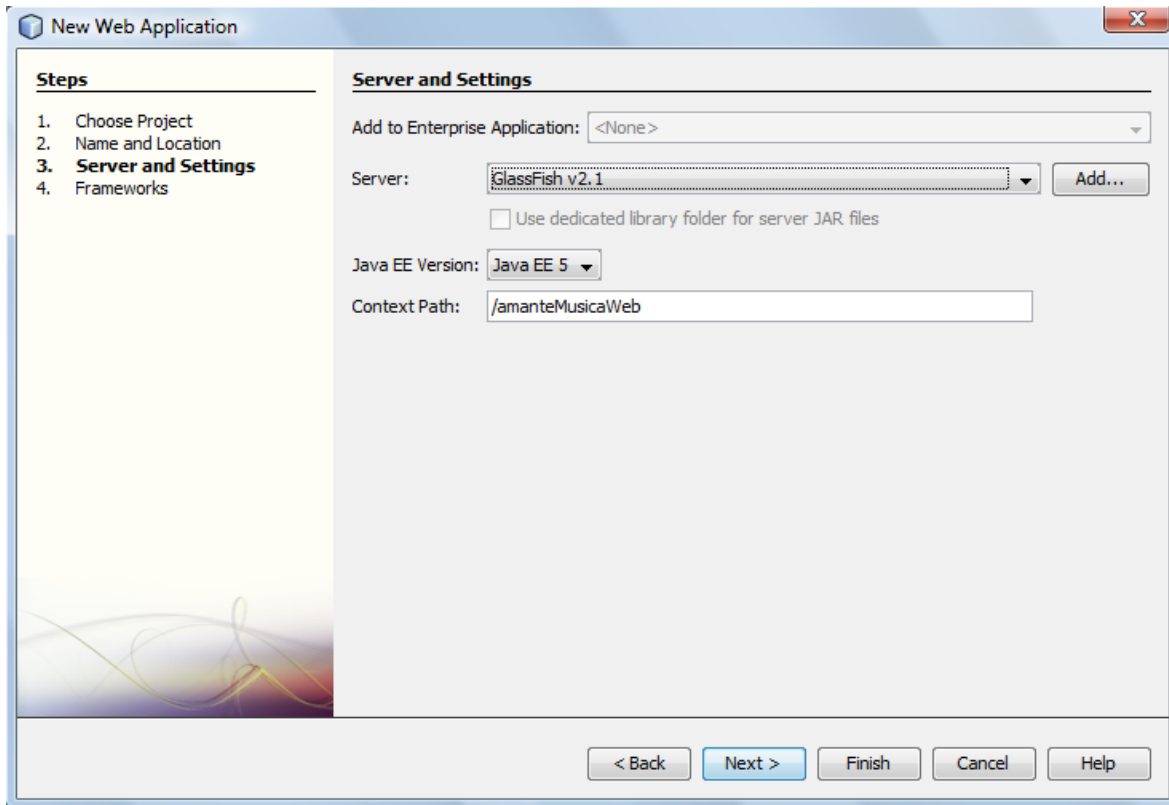 New Web Application
Steps
1. Choose Project
2. Name and Location
3. Server and Settings
4. Frameworks
Server and Settings
Add to Enterprise Application: <None>
Server: GlassFish v2.1 Add...
Use dedicated library folder for server JAR files
Java EE Version: Java EE 5
Context Path: /amanteMusicaWeb
< Back Next > Finish Cancel Help